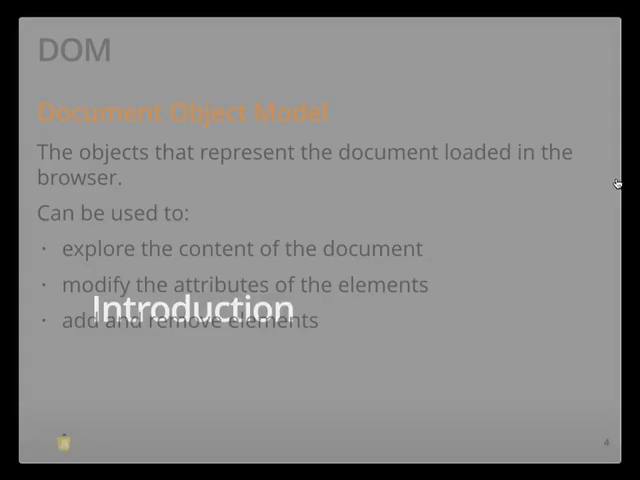 DOM
Document Object Model
The objects that represent the document loaded in the
browser.
Can be used to:
· explore the content of the document
· modify the attributes of the elements
Introduction
· add and remove elements
4